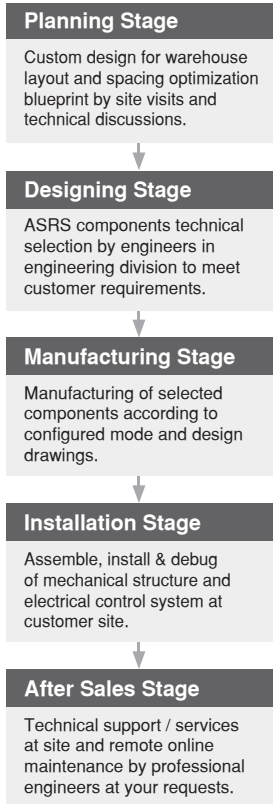 Planning Stage
Custom design for warehouse
layout and spacing optimization
blueprint by site visits and
technical discussions.
Designing Stage
ASRS components technical
selection by engineers in
engineering division to meet
customer requirements.
Manufacturing Stage
Manufacturing of selected
components according to
configured mode and design
drawings.
Installation Stage
Assemble, install & debug
of mechanical structure and
electrical control system at
customer site.
After Sales Stage
Technical support / services
at site and remote online
maintenance by professional
engineers at your requests.